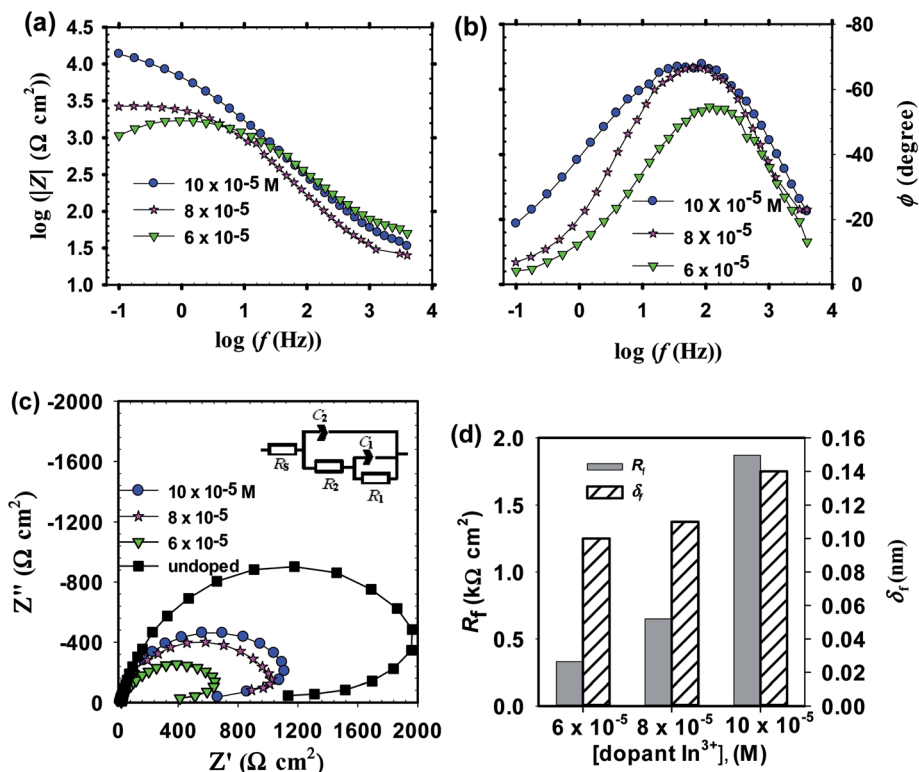 (a)
4.5
4.0
3.5
3.0
2.5
2.0
1.5
1.0
log (|Z| (Ω cm²))
10 x 10⁻⁵ M
8 x 10⁻⁵
6 x 10⁻⁵
-1 0 1 2 3 4
log (f (Hz))
(b)
-80
-60
-40
-20
0
ϕ (degree)
10 X 10⁻⁵ M
8 X 10⁻⁵
6 x 10⁻⁵
-1 0 1 2 3 4
log (f (Hz))
(c)
-2000
-1600
-1200
-800
-400
0
Z'' (Ω cm²)
C₂
C₁
Rs
R₂
R₁
10 x 10⁻⁵ M
8 x 10⁻⁵
6 x 10⁻⁵
undoped
0 400 800 1200 1600 2000
Z' (Ω cm²)
(d)
2.0
1.5
1.0
0.5
0.0
Rf (kΩ cm²)
Rf
δf
0.16
0.14
0.12
0.10
0.08
0.06
0.04
0.02
0.00
δf (nm)
6 x 10⁻⁵ 8 x 10⁻⁵ 10 x 10⁻⁵
[dopant In³⁺], (M)